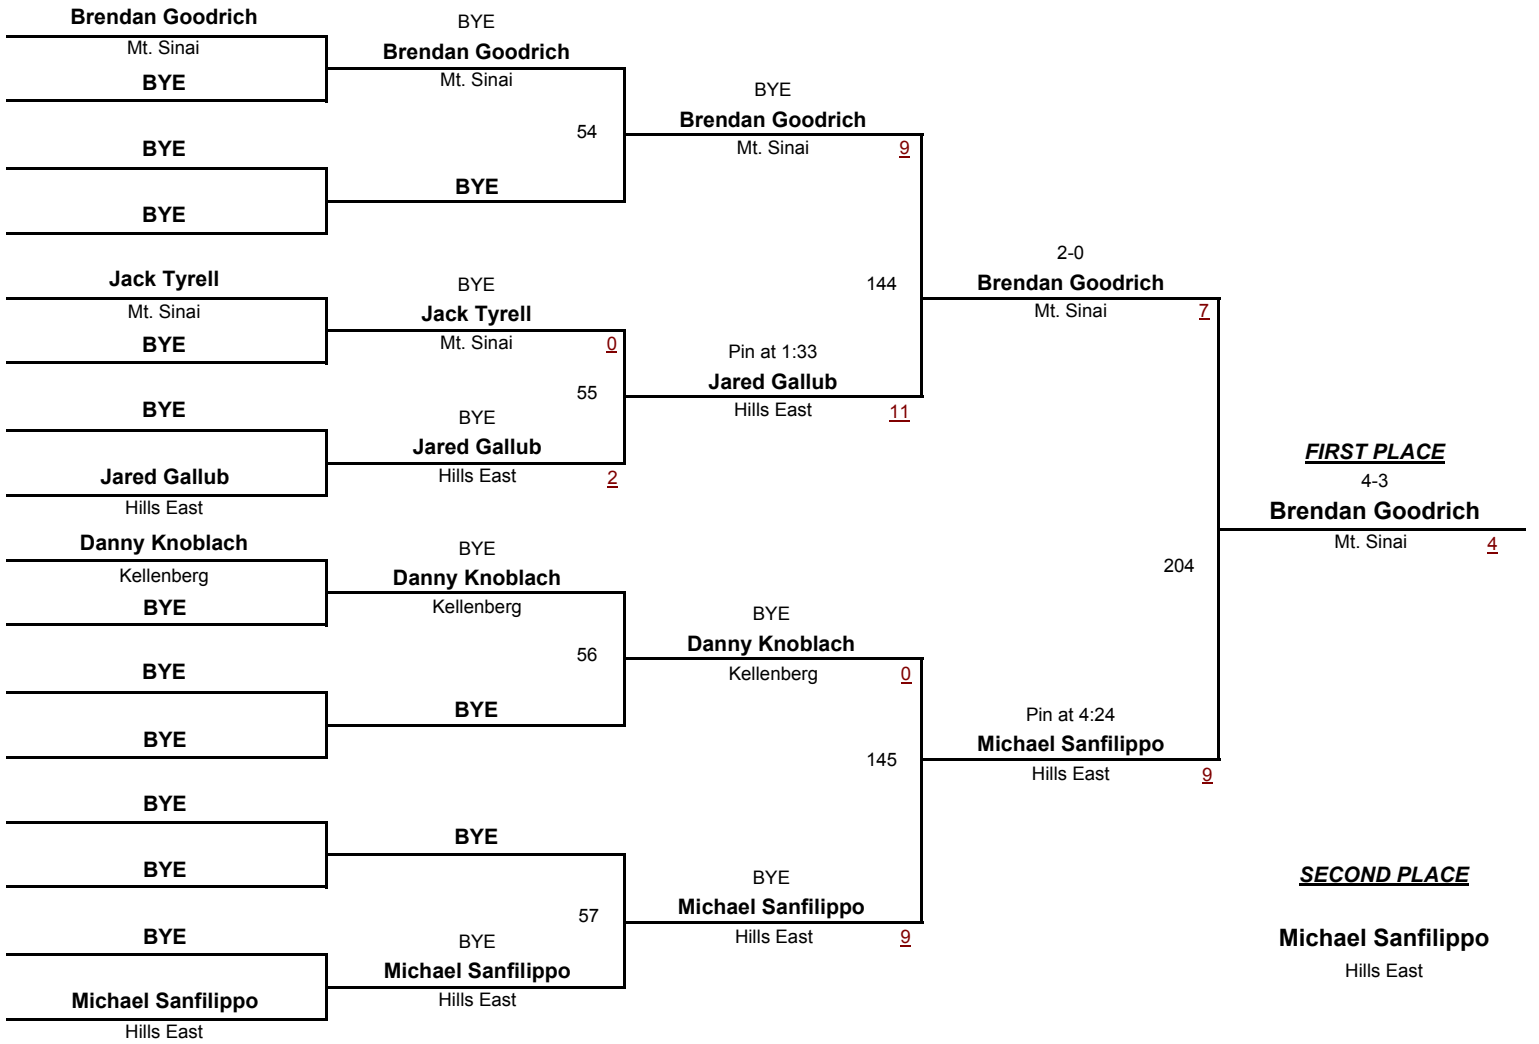 Brendan Goodrich
Mt. Sinai
BYE
BYE
BYE
Jack Tyrell
Mt. Sinai
BYE
BYE
Jared Gallub
Hills East
Danny Knoblach
Kellenberg
BYE
BYE
BYE
BYE
BYE
BYE
Michael Sanfilippo
Hills East
BYE
Brendan Goodrich
Mt. Sinai
54
BYE
BYE
Jack Tyrell
Mt. Sinai 0
55
BYE
Jared Gallub
Hills East 2
BYE
Danny Knoblach
Kellenberg
56
BYE
BYE
57
BYE
Michael Sanfilippo
Hills East
BYE
Brendan Goodrich
Mt. Sinai 9
144
Pin at 1:33
Jared Gallub
Hills East 11
BYE
Danny Knoblach
Kellenberg 0
145
BYE
Michael Sanfilippo
Hills East 9
2-0
Brendan Goodrich
Mt. Sinai 7
204
Pin at 4:24
Michael Sanfilippo
Hills East 9
FIRST PLACE
4-3
Brendan Goodrich
Mt. Sinai 4
SECOND PLACE
Michael Sanfilippo
Hills East